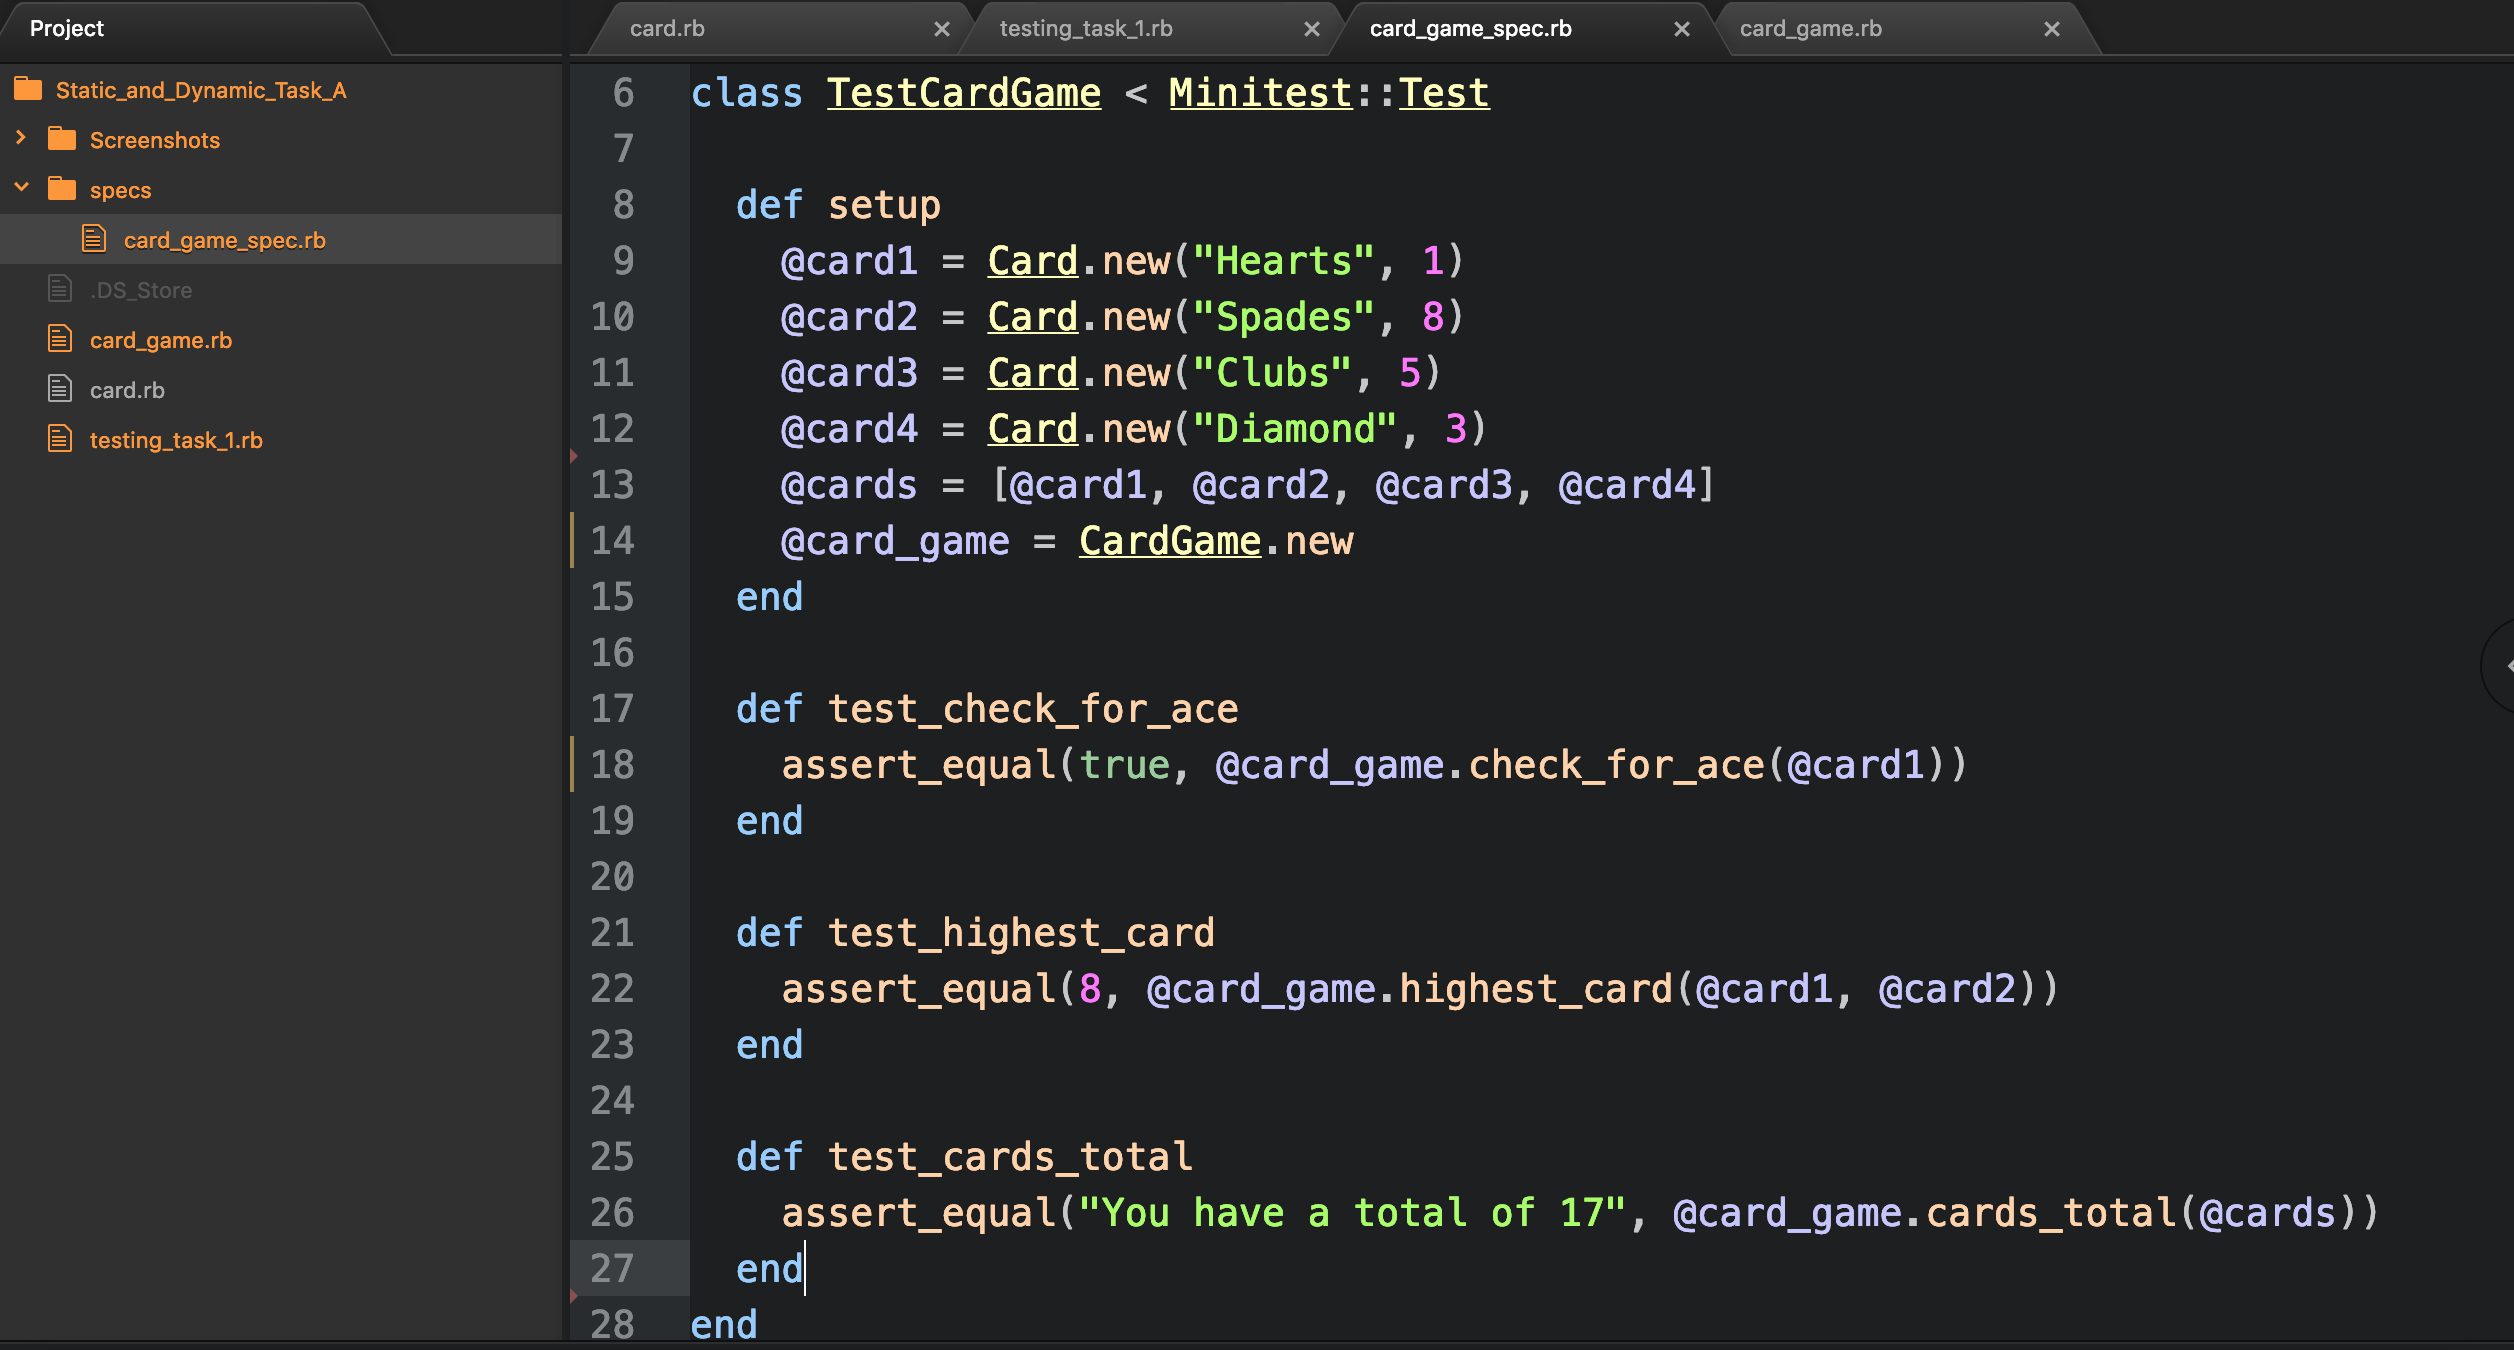 Project
card.rb
testing_task_1.rb
card_game_spec.rb
card_game.rb
Static_and_Dynamic_Task_A
Screenshots
specs
card_game_spec.rb
.DS_Store
card_game.rb
card.rb
testing_task_1.rb
6 class TestCardGame < Minitest::Test
7
8   def setup
9     @card1 = Card.new("Hearts", 1)
10     @card2 = Card.new("Spades", 8)
11     @card3 = Card.new("Clubs", 5)
12     @card4 = Card.new("Diamond", 3)
13     @cards = [@card1, @card2, @card3, @card4]
14     @card_game = CardGame.new
15   end
16
17   def test_check_for_ace
18     assert_equal(true, @card_game.check_for_ace(@card1))
19   end
20
21   def test_highest_card
22     assert_equal(8, @card_game.highest_card(@card1, @card2))
23   end
24
25   def test_cards_total
26     assert_equal("You have a total of 17", @card_game.cards_total(@cards))
27   end
28 end